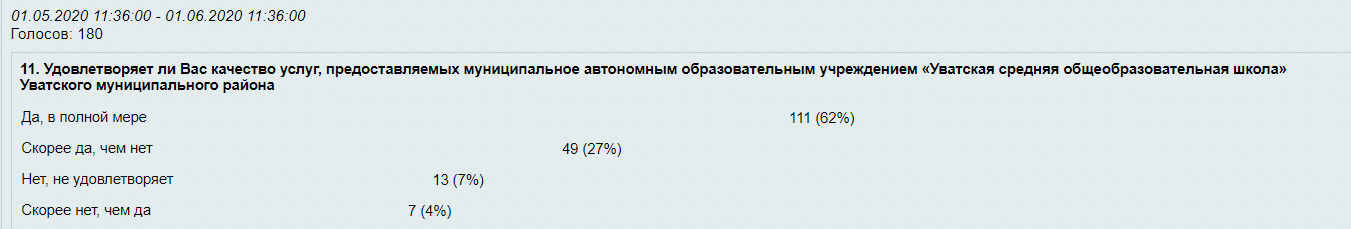 01.05.2020 11:36:00 - 01.06.2020 11:36:00
Голосов: 180
11. Удовлетворяет ли Вас качество услуг, предоставляемых муниципальное автономным образовательным учреждением «Уватская средняя общеобразовательная школа»
Уватского муниципального района
Да, в полной мере 111 (62%)
Скорее да, чем нет 49 (27%)
Нет, не удовлетворяет 13 (7%)
Скорее нет, чем да 7 (4%)